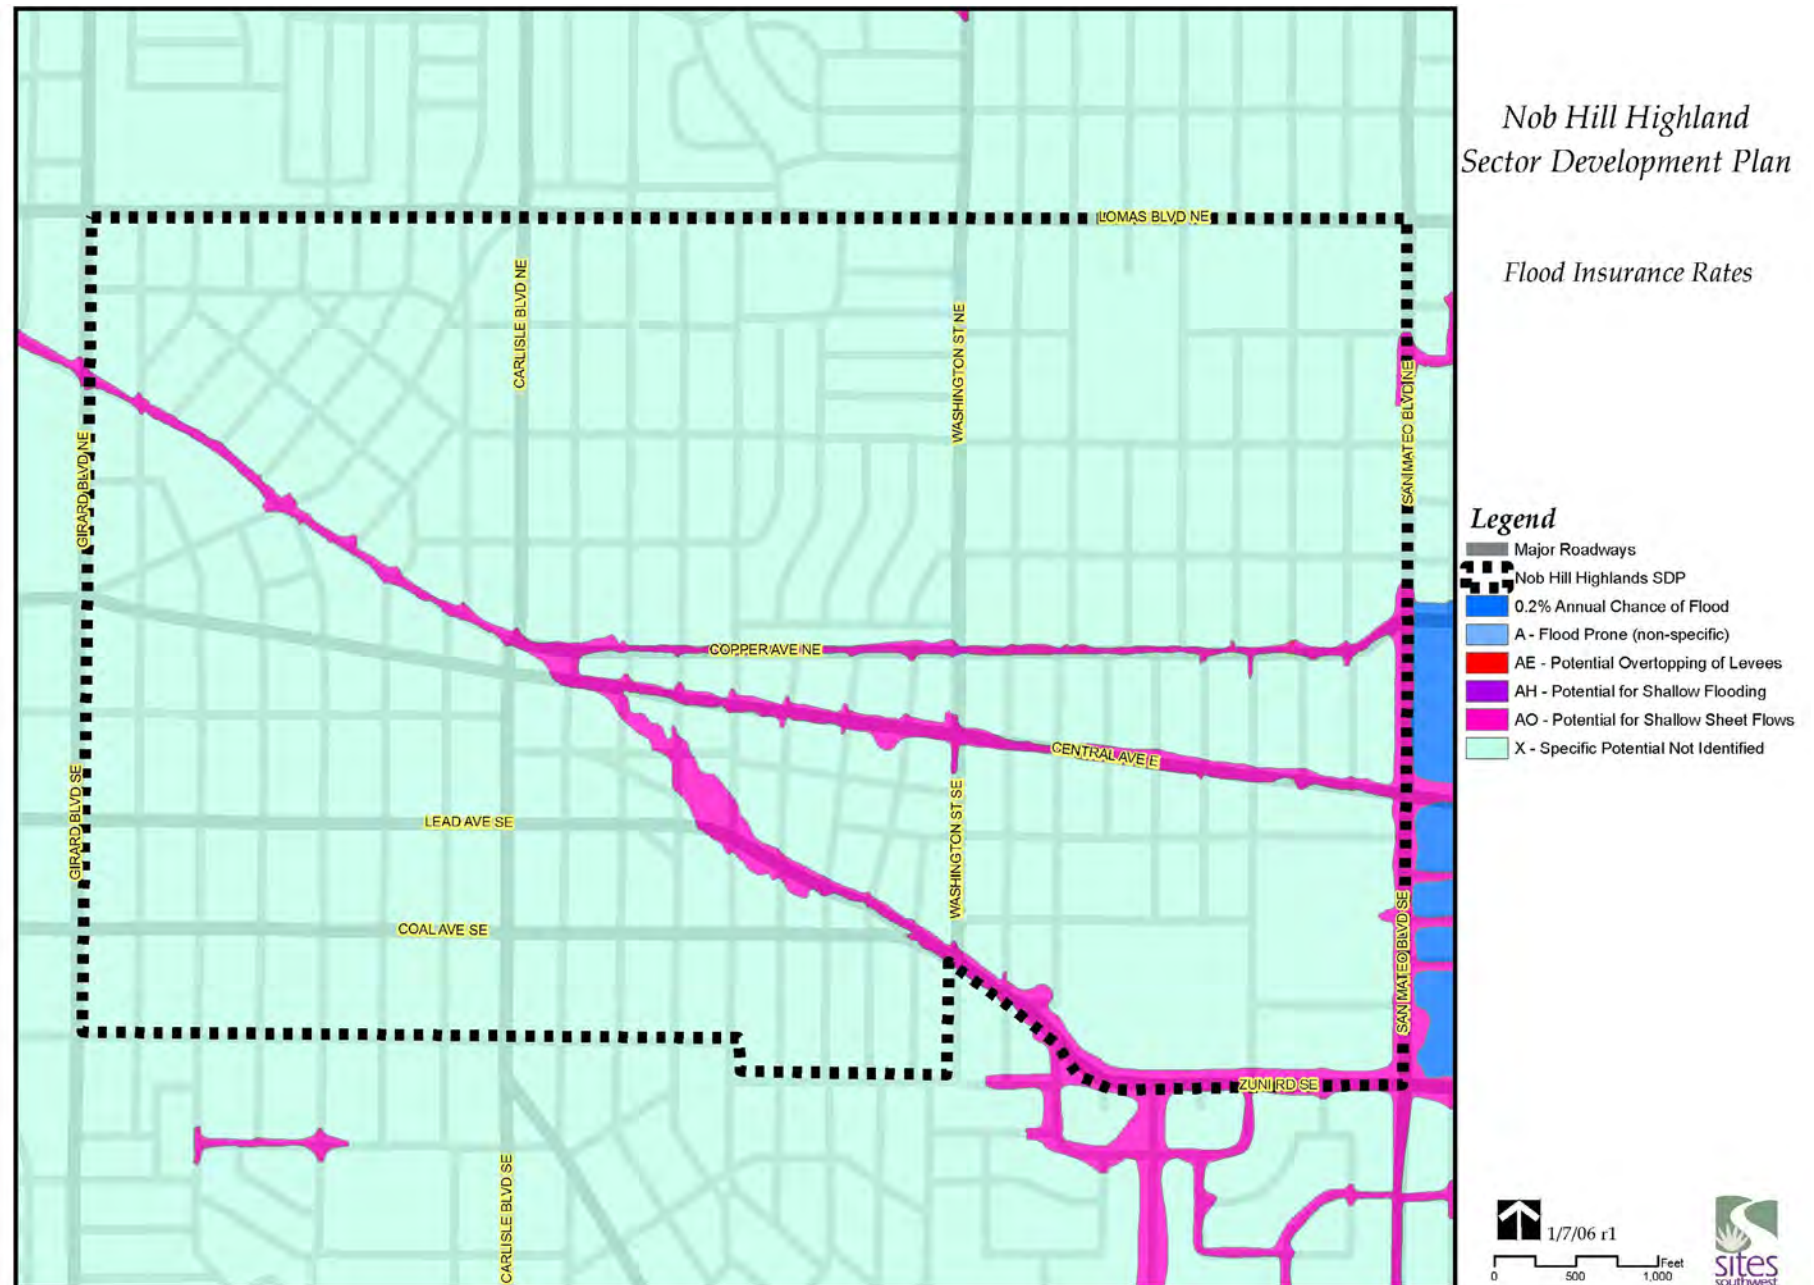 Nob Hill Highland
Sector Development Plan
Flood Insurance Rates
LOMAS BLVD NE
CARLISLE BLVD NE
WASHINGTON ST NE
SAN MATEO BLVD NE
GIRARD BLVD NE
COPPER AVE NE
CENTRAL AVE E
GIRARD BLVD SE
LEAD AVE SE
WASHINGTON ST SE
COAL AVE SE
SAN MATEO BLVD SE
ZUNI RD SE
CARLISLE BLVD SE
Legend
Major Roadways
Nob Hill Highlands SDP
0.2% Annual Chance of Flood
A - Flood Prone (non-specific)
AE - Potential Overtopping of Levees
AH - Potential for Shallow Flooding
AO - Potential for Shallow Sheet Flows
X - Specific Potential Not Identified
1/7/06 r1
Feet
0 500 1,000
sites
southwest